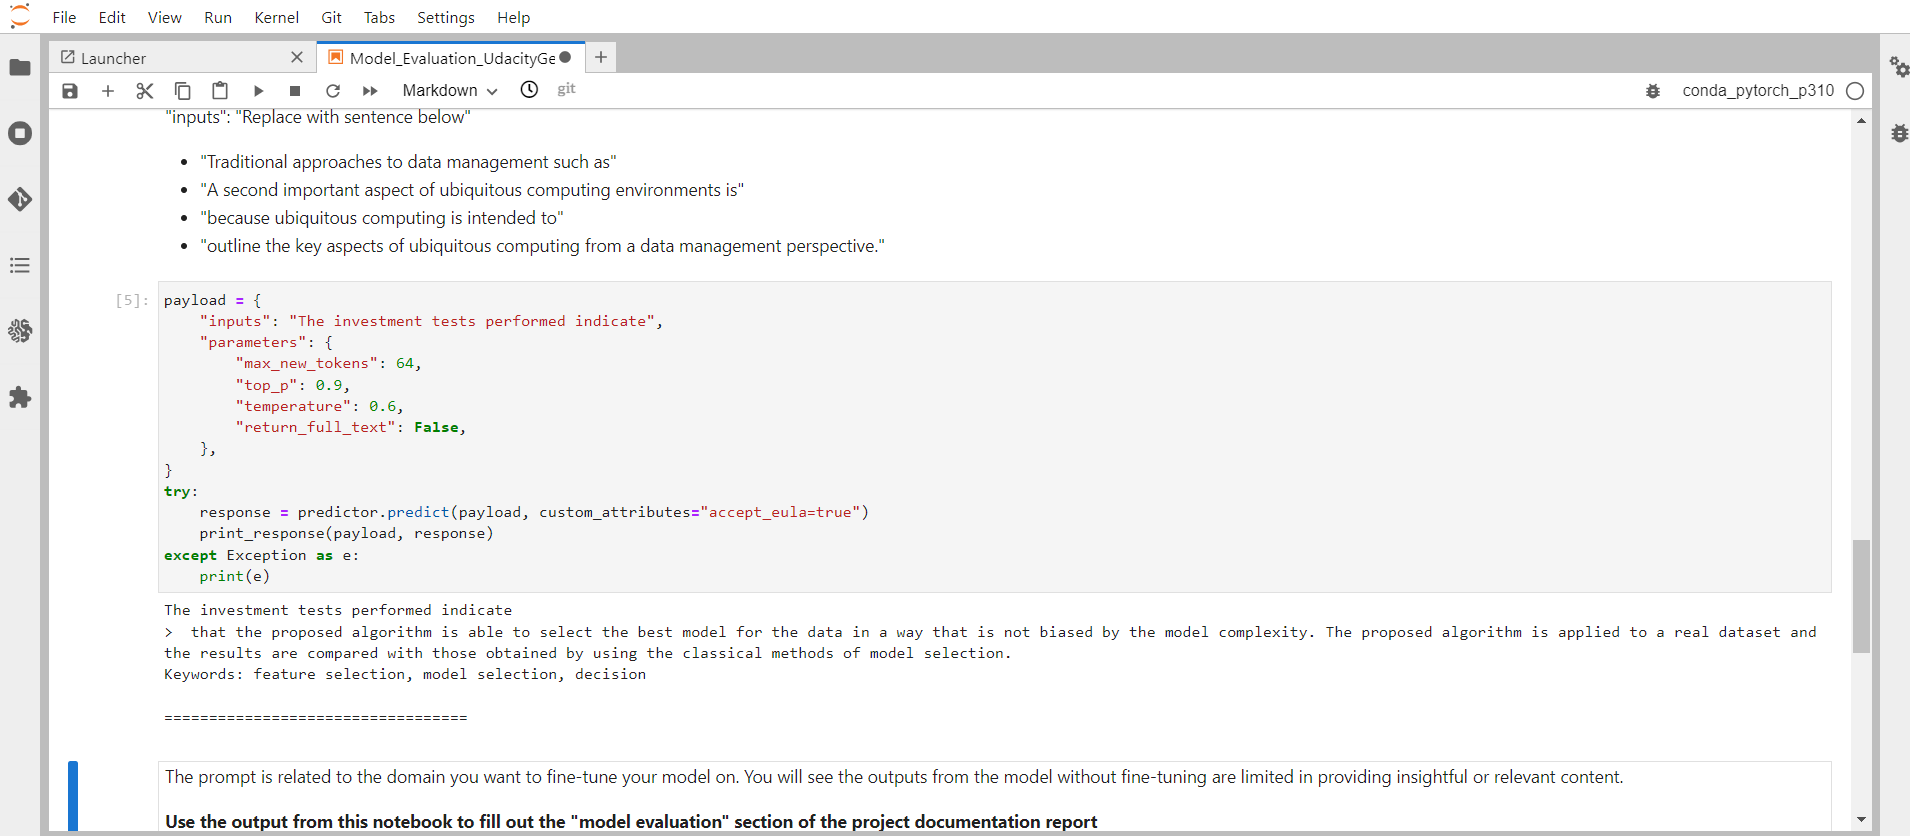 File Edit View Run Kernel Git Tabs Settings Help
Launcher
Model_Evaluation_UdacityGe
Markdown
git
conda_pytorch_p310
"inputs": "Replace with sentence below"
• "Traditional approaches to data management such as"
• "A second important aspect of ubiquitous computing environments is"
• "because ubiquitous computing is intended to"
• "outline the key aspects of ubiquitous computing from a data management perspective."
[5]:
payload = {
    "inputs": "The investment tests performed indicate",
    "parameters": {
        "max_new_tokens": 64,
        "top_p": 0.9,
        "temperature": 0.6,
        "return_full_text": False,
    },
}
try:
    response = predictor.predict(payload, custom_attributes="accept_eula=true")
    print_response(payload, response)
except Exception as e:
    print(e)
The investment tests performed indicate
>  that the proposed algorithm is able to select the best model for the data in a way that is not biased by the model complexity. The proposed algorithm is applied to a real dataset and
the results are compared with those obtained by using the classical methods of model selection.
Keywords: feature selection, model selection, decision
==================================
The prompt is related to the domain you want to fine-tune your model on. You will see the outputs from the model without fine-tuning are limited in providing insightful or relevant content.
Use the output from this notebook to fill out the "model evaluation" section of the project documentation report